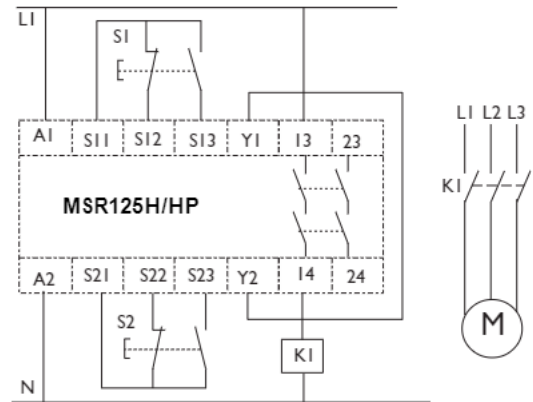 L1
S1
A1 S11 S12 S13 Y1 13 23
MSR125H/HP
A2 S21 S22 S23 Y2 14 24
S2
K1
N
L1 L2 L3
K1
M